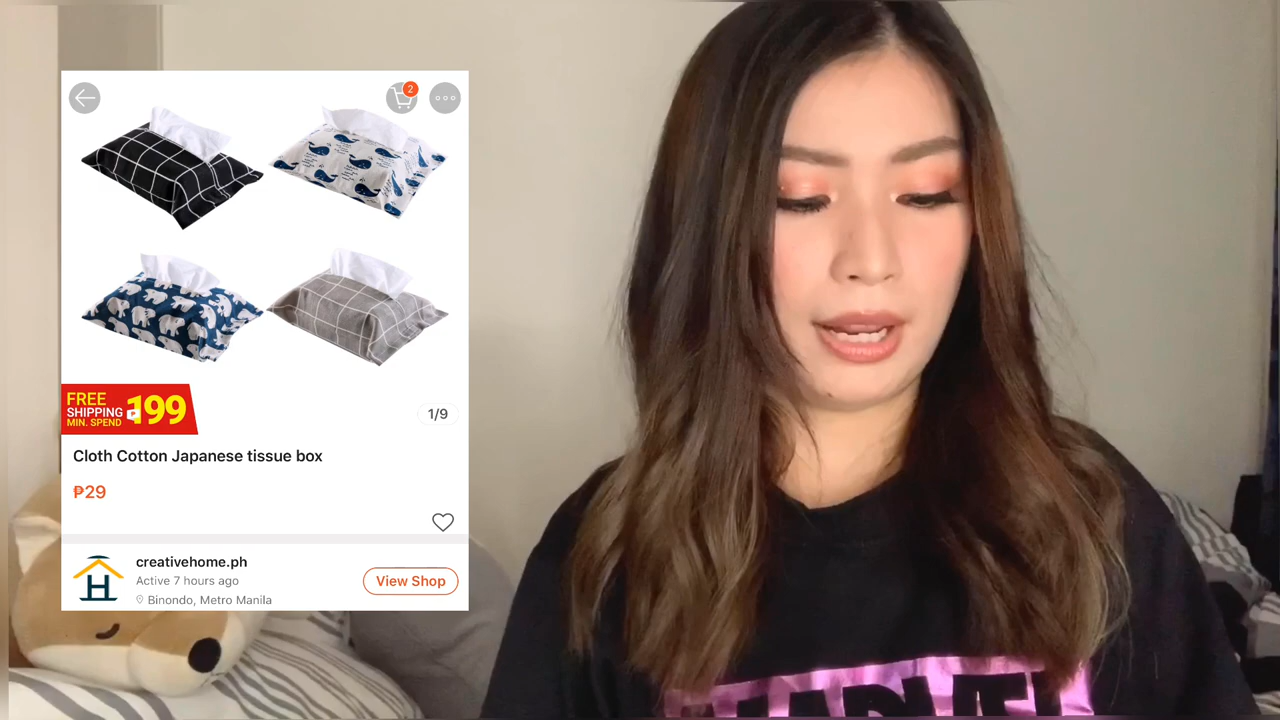 2
FREE
SHIPPING
MIN. SPEND
₱199
1/9
Cloth Cotton Japanese tissue box
₱29
creativehome.ph
Active 7 hours ago
View Shop
Binondo, Metro Manila